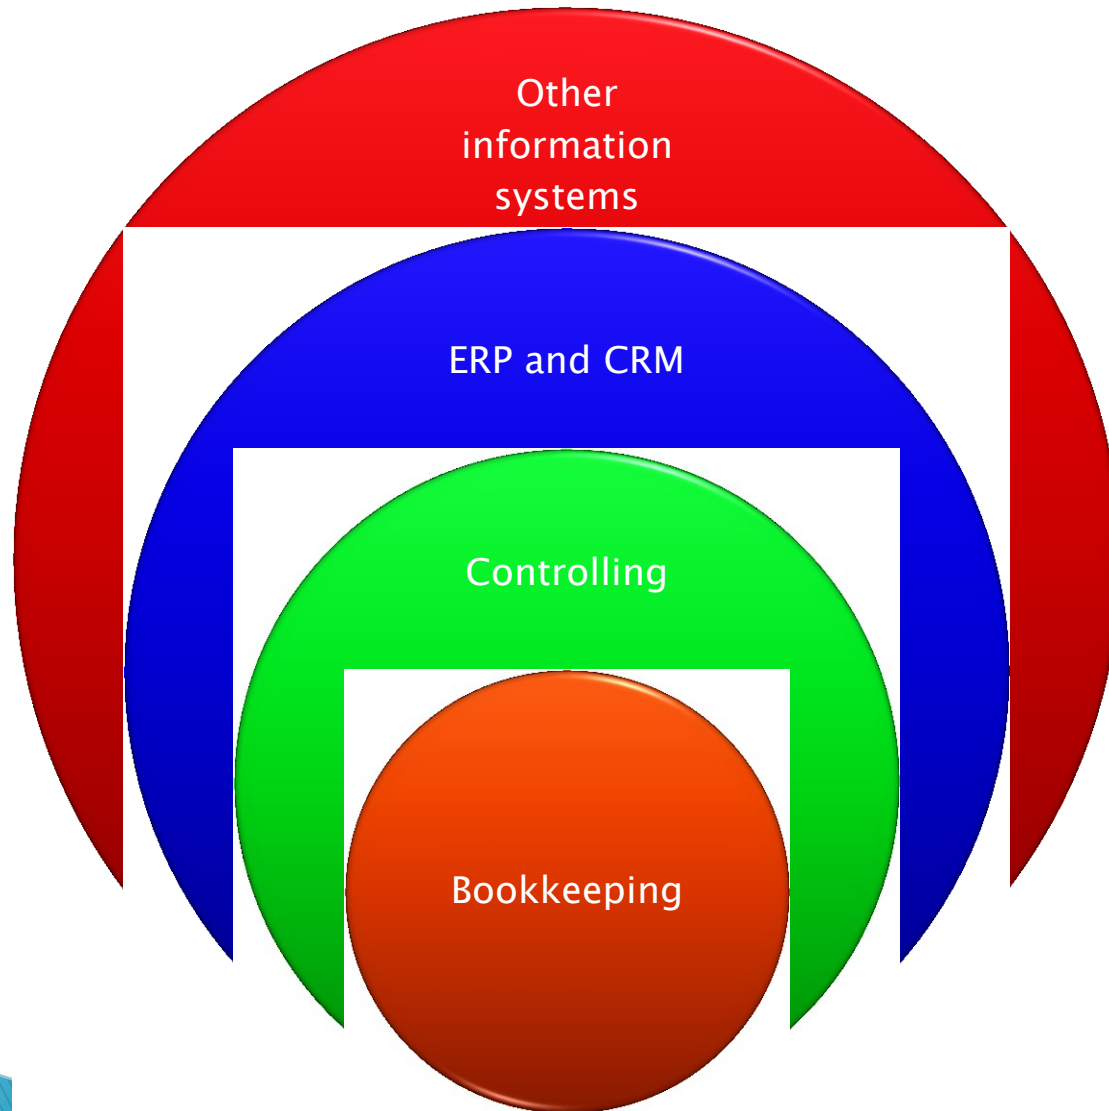 Other
information
systems
ERP and CRM
Controlling
Bookkeeping